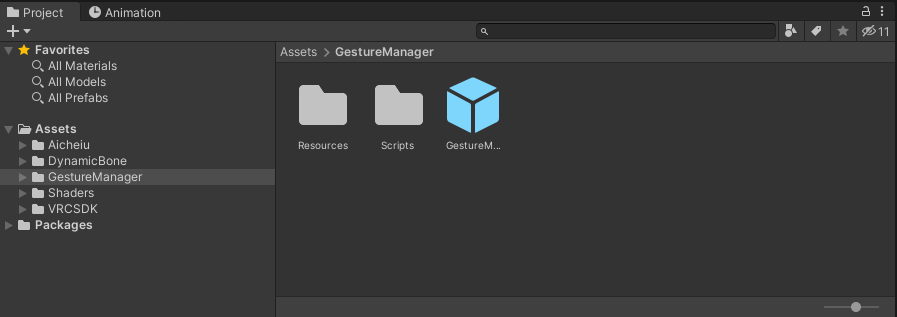 Project Animation
11
Favorites
All Materials
All Models
All Prefabs
Assets
Aicheiu
DynamicBone
GestureManager
Shaders
VRCSDK
Packages
Assets > GestureManager
Resources Scripts GestureM...